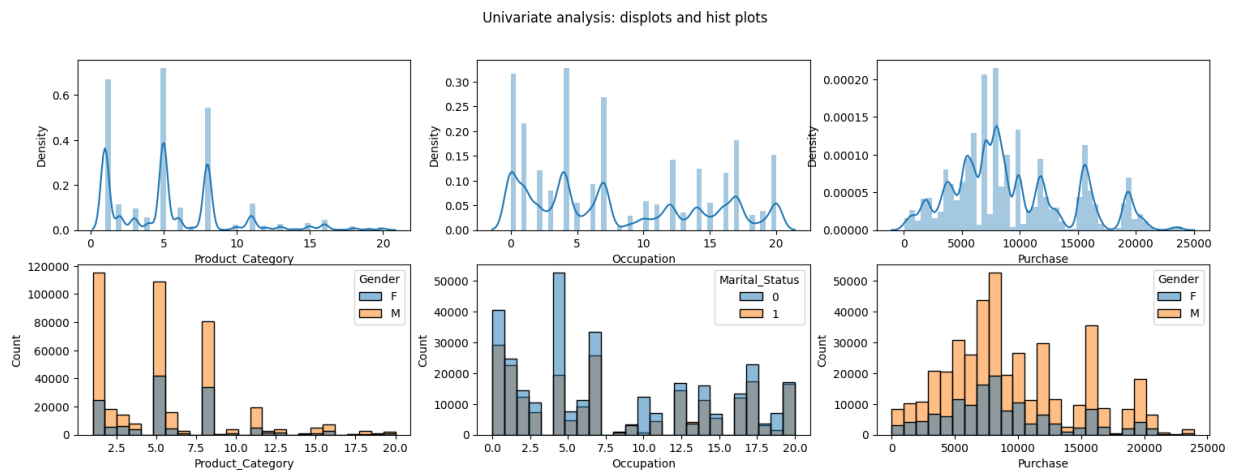 Univariate analysis: displots and hist plots
0.6
0.4
0.2
0.0
Density
0 5 10 15 20
Product_Category
0.30
0.25
0.20
0.15
0.10
0.05
0.00
Density
0 5 10 15 20
Occupation
0.00020
0.00015
0.00010
0.00005
0.00000
Density
0 5000 10000 15000 20000 25000
Purchase
120000
100000
80000
60000
40000
20000
0
Count
Gender
F
M
2.5 5.0 7.5 10.0 12.5 15.0 17.5 20.0
Product_Category
50000
40000
30000
20000
10000
0
Count
Marital_Status
0
1
0.0 2.5 5.0 7.5 10.0 12.5 15.0 17.5 20.0
Occupation
50000
40000
30000
20000
10000
0
Count
Gender
F
M
0 5000 10000 15000 20000 25000
Purchase